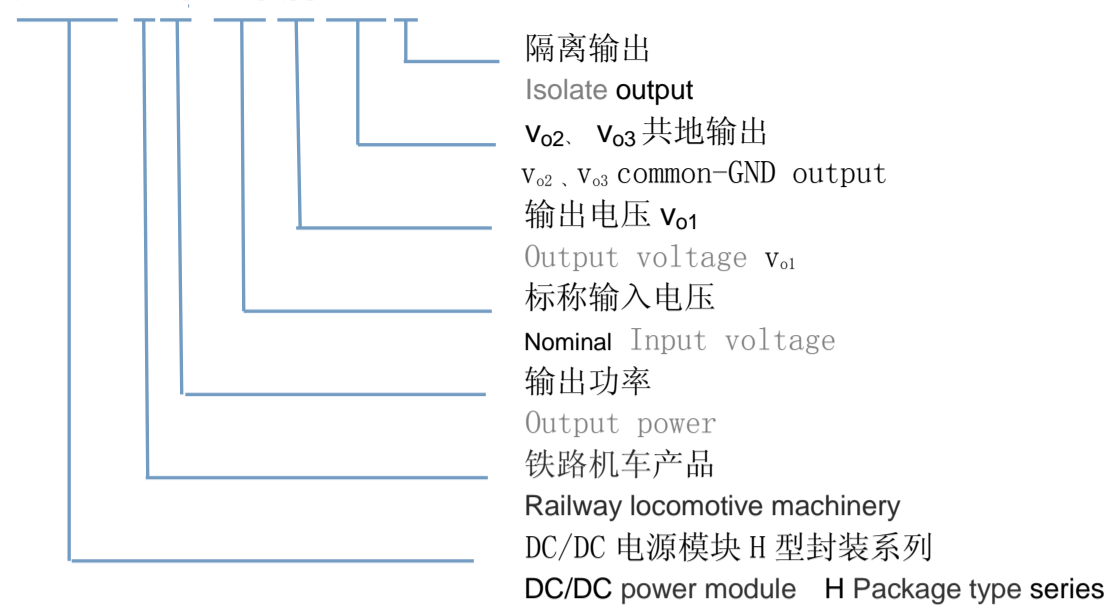 隔离输出
Isolate output
vo2、 vo3 共地输出
vo2 、vo3 common-GND output
输出电压 vo1
Output voltage vo1
标称输入电压
Nominal Input voltage
输出功率
Output power
铁路机车产品
Railway locomotive machinery
DC/DC 电源模块 H 型封装系列
DC/DC power module H Package type series